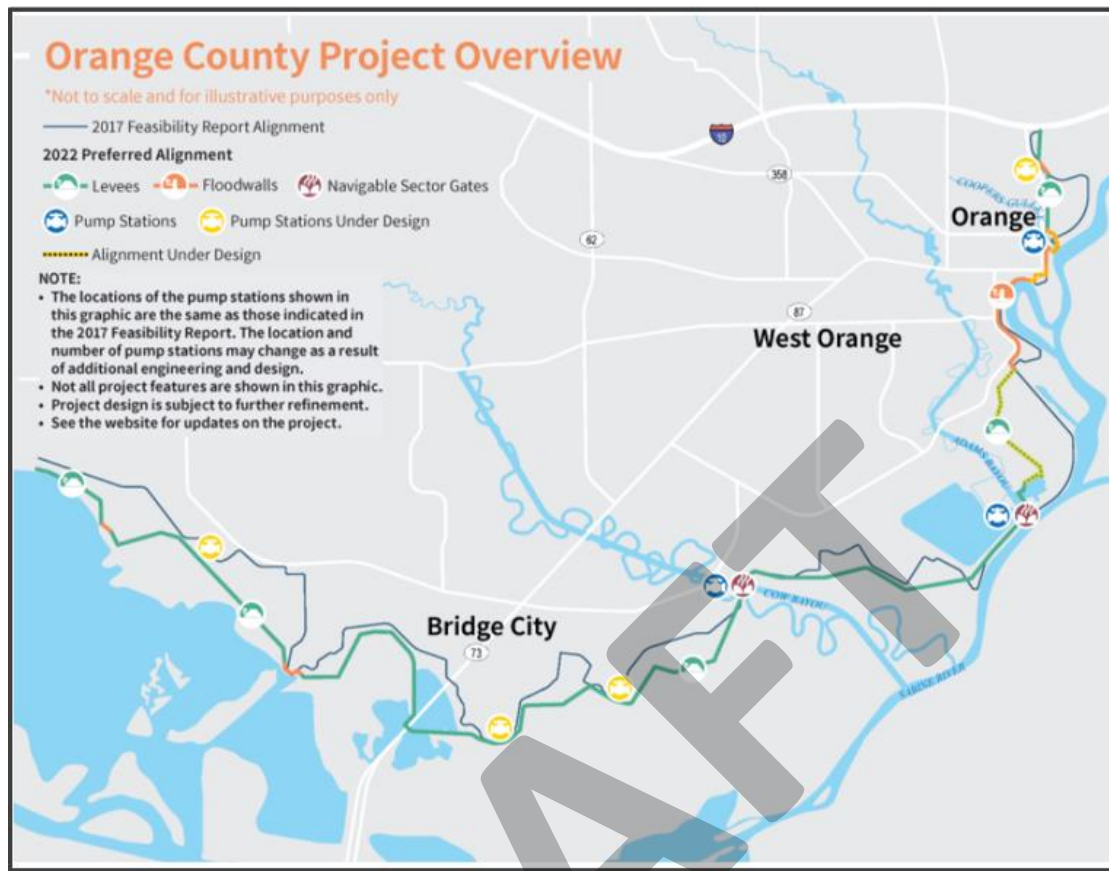 Orange County Project Overview
*Not to scale and for illustrative purposes only
2017 Feasibility Report Alignment
2022 Preferred Alignment
Levees
Floodwalls
Navigable Sector Gates
Pump Stations
Pump Stations Under Design
Alignment Under Design
NOTE:
• The locations of the pump stations shown in
this graphic are the same as those indicated in
the 2017 Feasibility Report. The location and
number of pump stations may change as a result
of additional engineering and design.
• Not all project features are shown in this graphic.
• Project design is subject to further refinement.
• See the website for updates on the project.
10
358
COOPERS GULLY
Orange
62
87
West Orange
ADAMS BAYOU
COW BAYOU
Bridge City
73
SABINE RIVER
AFT